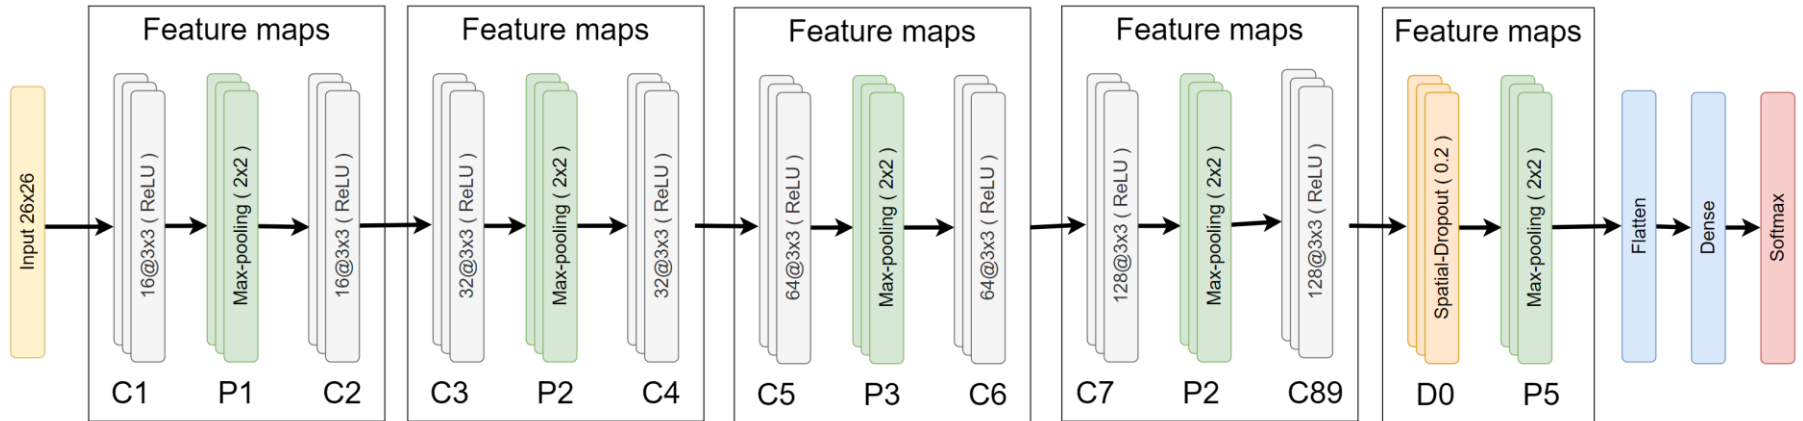 Feature maps
Feature maps
Feature maps
Feature maps
Feature maps
Input 26x26
16@3x3 ( ReLU )
Max-pooling ( 2x2 )
16@3x3 ( ReLU )
32@3x3 ( ReLU )
Max-pooling ( 2x2 )
32@3x3 ( ReLU )
64@3x3 ( ReLU )
Max-pooling ( 2x2 )
64@3x3 ( ReLU )
128@3x3 ( ReLU )
Max-pooling ( 2x2 )
128@3x3 ( ReLU )
Spatial-Dropout ( 0.2 )
Max-pooling ( 2x2 )
Flatten
Dense
Softmax
C1
P1
C2
C3
P2
C4
C5
P3
C6
C7
P2
C89
D0
P5